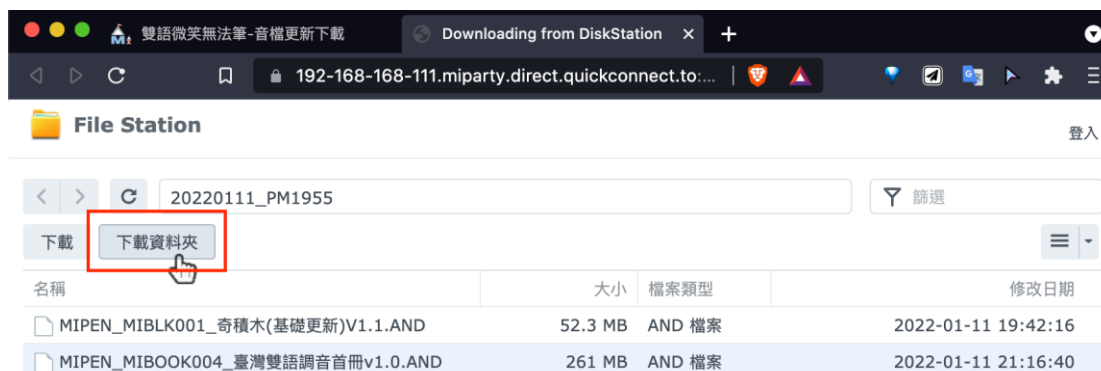 雙語微笑無法筆-音檔更新下載 Downloading from DiskStation × +
192-168-168-111.miparty.direct.quickconnect.to:...
File Station
登入
20220111_PM1955 篩選
下載 下載資料夾
名稱 大小 檔案類型 修改日期
MIPEN_MIBLK001_奇積木(基礎更新)V1.1.AND 52.3 MB AND 檔案 2022-01-11 19:42:16
MIPEN_MIBOOK004_臺灣雙語調音首冊v1.0.AND 261 MB AND 檔案 2022-01-11 21:16:40